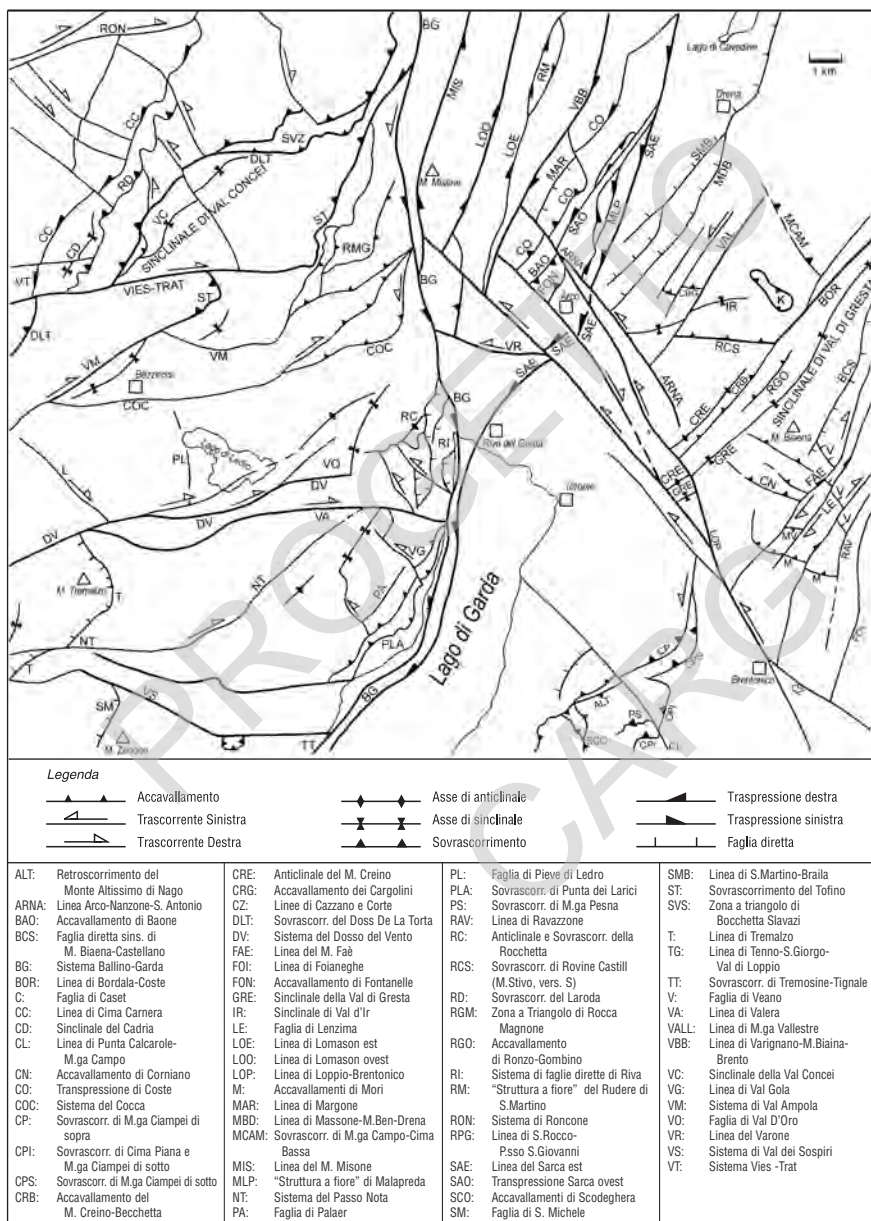 RON
BG
Lago di Cavedine
1 km
MIS
LOO
LOE
RM
VBB
CO
SAE
Drena
SMB
MDB
CC
SVZ
DLT
RD
VC
SINCLINALE DI VAL CONCEI
ST
RMG
M. Misone
MAR
CO
SAO
MLP
VAL
MCAM
CC
CD
VT
VIES-TRAT
ST
BG
CO
BAO
ARNA
FON
Arco
IR
K
BOR
SINCLINALE DI VAL DI GRESTA
DLT
VM
VM
COC
VR
SAE
SAE
SAE
RCS
ARNA
CRE
CRB
RGO
BCS
Bezzecca
COC
BG
RC
RI
Riva del Garda
M. Biaena
GRE
Lago di Ledro
PL
L
VO
DV
DV
DV
VA
Torbole
CRE
GRE
CN
FAE
LE
MV
M
M
RAV
LOP
M. Tremalzo
T
NT
NT
T
VG
PA
PLA
Lago di Garda
BG
SM
VS
TT
CP
CPS
ALT
PS
CPI
SCO
CL
Brentonico
PROGETTO
CARG
Legenda
Accavallamento
Asse di anticlinale
Traspressione destra
Trascorrente Sinistra
Asse di sinclinale
Traspressione sinistra
Trascorrente Destra
Sovrascorrimento
Faglia diretta
ALT: Retroscorrimento del
Monte Altissimo di Nago
ARNA: Linea Arco-Nanzone-S. Antonio
BAO: Accavallamento di Baone
BCS: Faglia diretta sins. di
M. Biaena-Castellano
BG: Sistema Ballino-Garda
BOR: Linea di Bordala-Coste
C: Faglia di Caset
CC: Linea di Cima Carnera
CD: Sinclinale del Cadria
CL: Linea di Punta Calcarole-
M.ga Campo
CN: Accavallamento di Corniano
CO: Transpressione di Coste
COC: Sistema del Cocca
CP: Sovrascorr. di M.ga Ciampei di
sopra
CPI: Sovrascorr. di Cima Piana e
M.ga Ciampei di sotto
CPS: Sovrascorr. di M.ga Ciampei di sotto
CRB: Accavallamento del
M. Creino-Becchetta
CRE: Anticlinale del M. Creino
CRG: Accavallamento dei Cargolini
CZ: Linee di Cazzano e Corte
DLT: Sovrascorr. del Doss De La Torta
DV: Sistema del Dosso del Vento
FAE: Linea del M. Faè
FOI: Linea di Foianeghe
FON: Accavallamento di Fontanelle
GRE: Sinclinale della Val di Gresta
IR: Sinclinale di Val d'Ir
LE: Faglia di Lenzima
LOE: Linea di Lomason est
LOO: Linea di Lomason ovest
LOP: Linea di Loppio-Brentonico
M: Accavallamenti di Mori
MAR: Linea di Margone
MBD: Linea di Massone-M.Ben-Drena
MCAM: Sovrascorr. di M.ga Campo-Cima
Bassa
MIS: Linea del M. Misone
MLP: "Struttura a fiore" di Malapreda
NT: Sistema del Passo Nota
PA: Faglia di Palaer
PL: Faglia di Pieve di Ledro
PLA: Sovrascorr. di Punta dei Larici
PS: Sovrascorr. di M.ga Pesna
RAV: Linea di Ravazzone
RC: Anticlinale e Sovrascorr. della
Rocchetta
RCS: Sovrascorr. di Rovine Castill
(M.Stivo, vers. S)
RD: Sovrascorr. del Laroda
RGM: Zona a Triangolo di Rocca
Magnone
RGO: Accavallamento
di Ronzo-Gombino
RI: Sistema di faglie dirette di Riva
RM: "Struttura a fiore" del Rudere di
S.Martino
RON: Sistema di Roncone
RPG: Linea di S.Rocco-
P.sso S.Giovanni
SAE: Linea del Sarca est
SAO: Transpressione Sarca ovest
SCO: Accavallamenti di Scodeghera
SM: Faglia di S. Michele
SMB: Linea di S.Martino-Braila
ST: Sovrascorrimento del Tofino
SVS: Zona a triangolo di
Bocchetta Slavazi
T: Linea di Tremalzo
TG: Linea di Tenno-S.Giorgo-
Val di Loppio
TT: Sovrascorr. di Tremosine-Tignale
V: Faglia di Veano
VA: Linea di Valera
VALL: Linea di M.ga Vallestre
VBB: Linea di Varignano-M.Biaina-
Brento
VC: Sinclinale della Val Concei
VG: Linea di Val Gola
VM: Sistema di Val Ampola
VO: Faglia di Val D'Oro
VR: Linea del Varone
VS: Sistema di Val dei Sospiri
VT: Sistema Vies -Trat